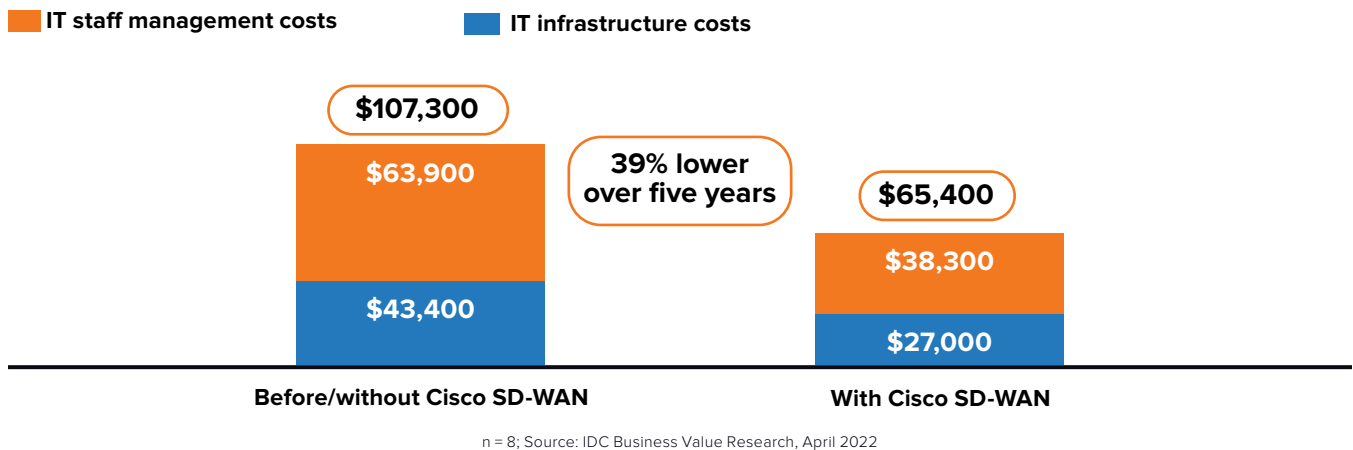 IT staff management costs
IT infrastructure costs
$107,300
$63,900
$43,400
39% lower
over five years
$65,400
$38,300
$27,000
Before/without Cisco SD-WAN
With Cisco SD-WAN
n = 8; Source: IDC Business Value Research, April 2022